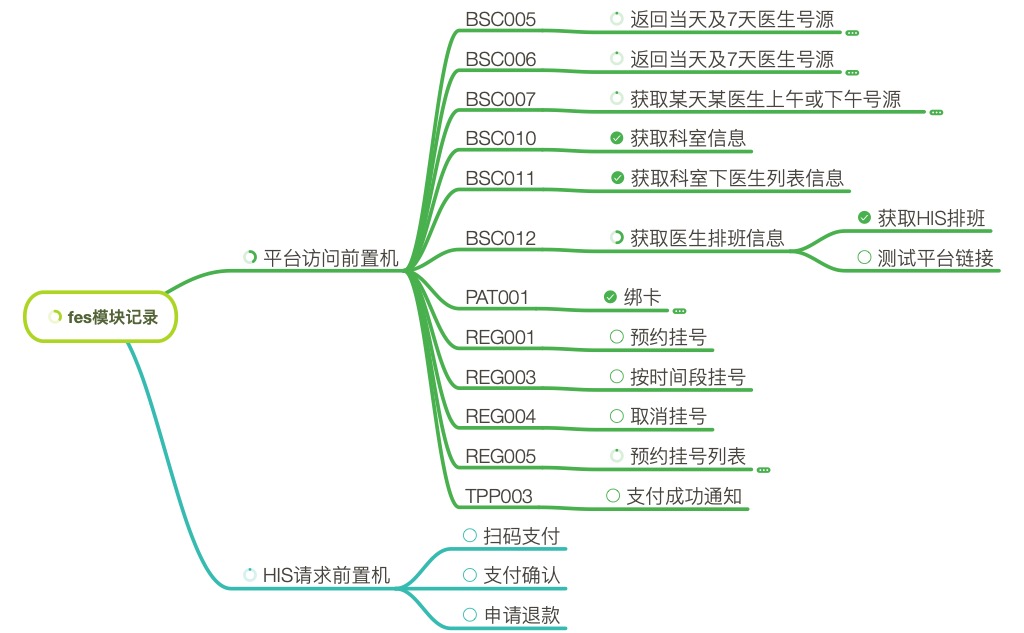 BSC005 返回当天及7天医生号源
BSC006 返回当天及7天医生号源
BSC007 获取某天某医生上午或下午号源
BSC010 获取科室信息
BSC011 获取科室下医生列表信息
获取HIS排班
BSC012 获取医生排班信息
平台访问前置机 测试平台链接
PAT001 绑卡
fes模块记录
REG001 预约挂号
REG003 按时间段挂号
REG004 取消挂号
REG005 预约挂号列表
TPP003 支付成功通知
扫码支付
HIS请求前置机 支付确认
申请退款